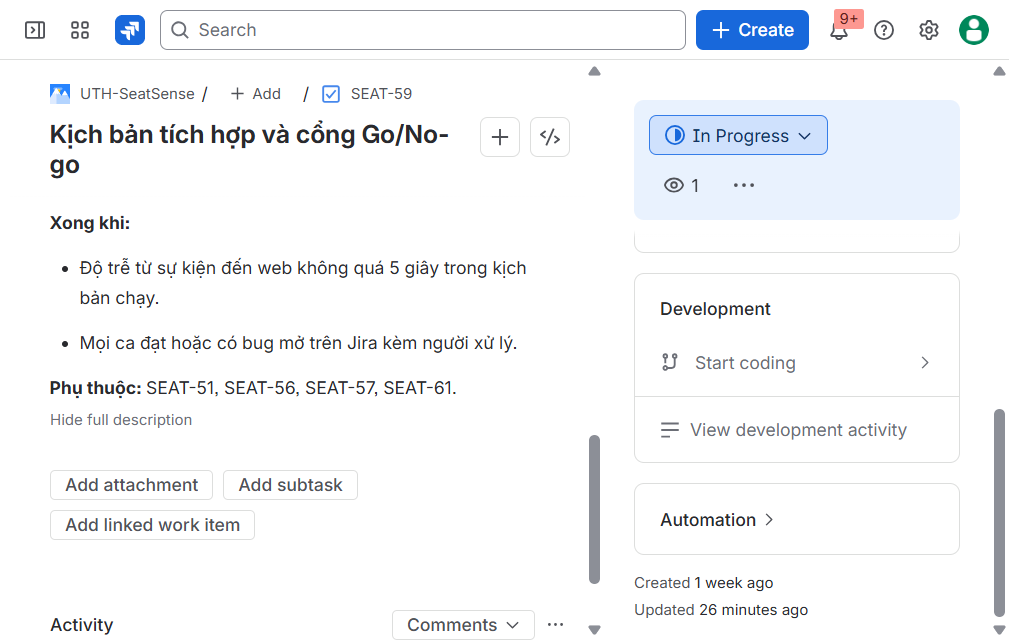 Search
Create
9+
UTH-SeatSense / + Add / SEAT-59
Kịch bản tích hợp và cổng Go/No-
go
Xong khi:
• Độ trễ từ sự kiện đến web không quá 5 giây trong kịch
bản chạy.
• Mọi ca đạt hoặc có bug mở trên Jira kèm người xử lý.
Phụ thuộc: SEAT-51, SEAT-56, SEAT-57, SEAT-61.
Hide full description
Add attachment
Add subtask
Add linked work item
Activity
Comments
In Progress
1
Development
Start coding
View development activity
Automation
Created 1 week ago
Updated 26 minutes ago